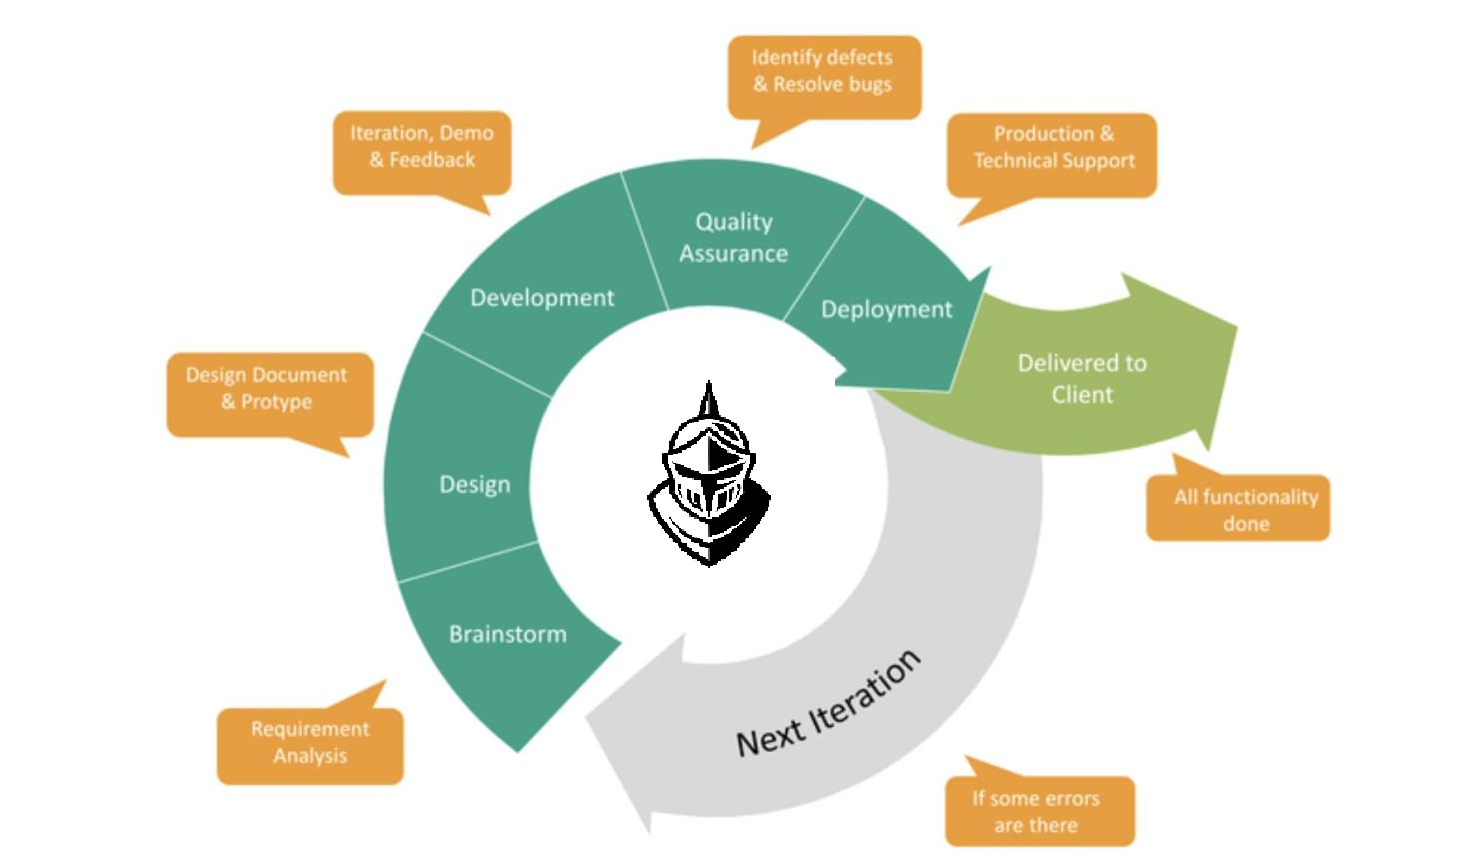 Identify defects
& Resolve bugs
Iteration, Demo
& Feedback
Production &
Technical Support
Quality
Assurance
Development
Deployment
Delivered to
Client
Design Document
& Protype
Design
All functionality
done
Brainstorm
Next Iteration
Requirement
Analysis
If some errors
are there